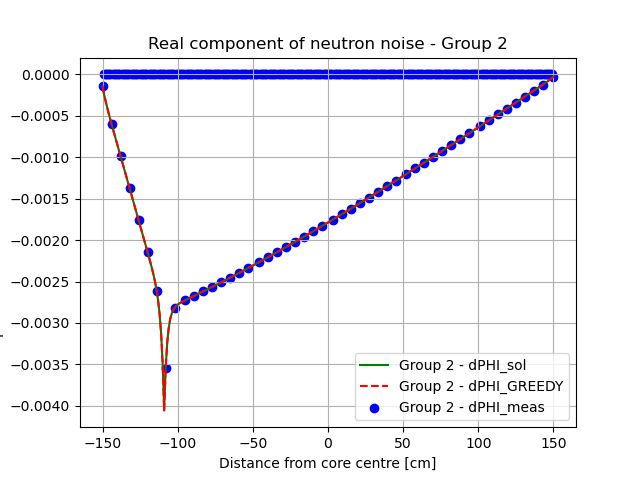 Real component of neutron noise - Group 2
0.0000
−0.0005
−0.0010
−0.0015
−0.0020
−0.0025
−0.0030
−0.0035
−0.0040
Group 2 - dPHI_sol
Group 2 - dPHI_GREEDY
Group 2 - dPHI_meas
−150 −100 −50 0 50 100 150
Distance from core centre [cm]